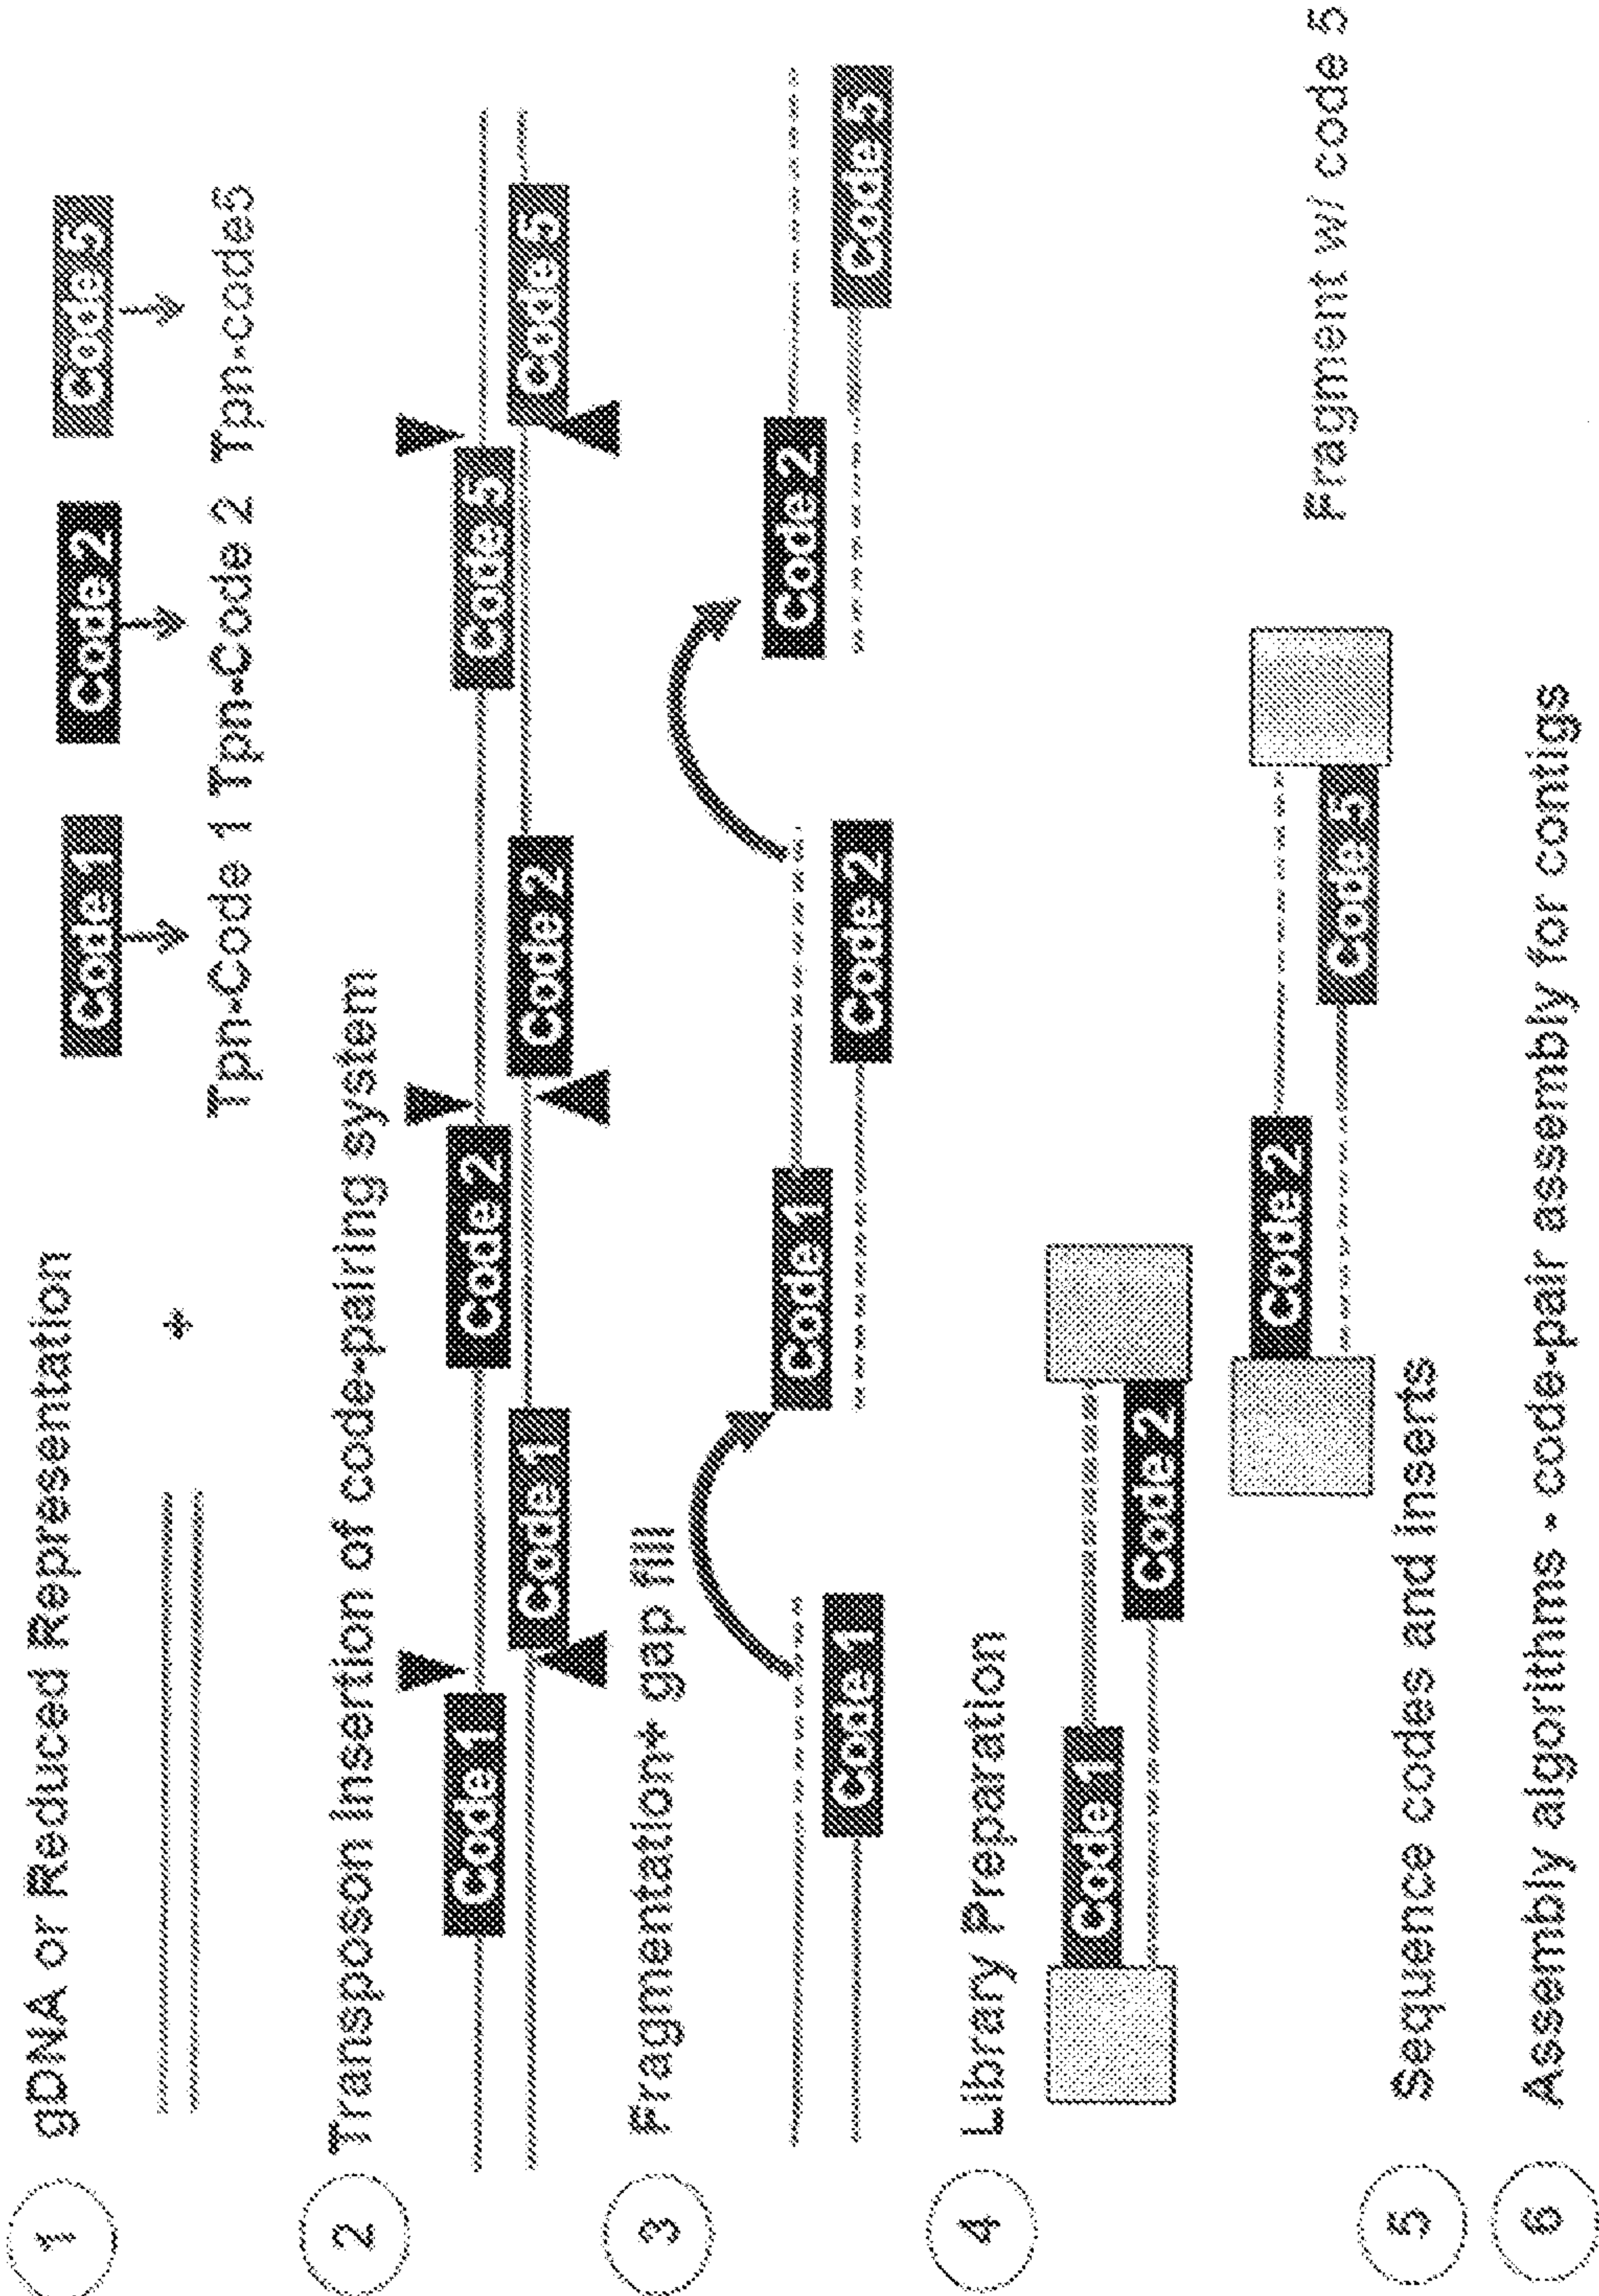 1 gDNA or Reduced Representation
Code 1 Code 2 Code 5
+
Tpn-Code 1 Tpn-Code 2 Tpn-code5
2 Transposon insertion of code-pairing system
Code 1 Code 2 Code 5
Code 1 Code 2 Code 5
3 Fragmentation+ gap fill
Code 1 Code 2
Code 1 Code 2 Code 5
4 Library Preparation
Code 1
Code 2
Code 2
Code 5
Fragment w/ code 5
5 Sequence codes and inserts
6 Assembly algorithms - code-pair assembly for contigs